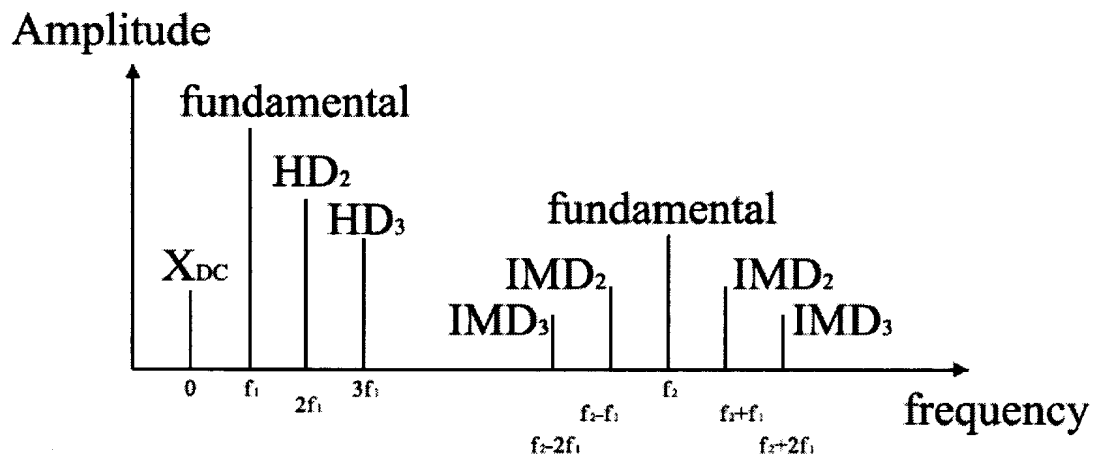 Amplitude
fundamental
HD₂
HD₃
fundamental
X_DC
IMD₂
IMD₂
IMD₃
IMD₃
0
f₁
2f₁
3f₁
f₂
f₂-f₁
f₂+f₁
frequency
f₂-2f₁
f₂+2f₁